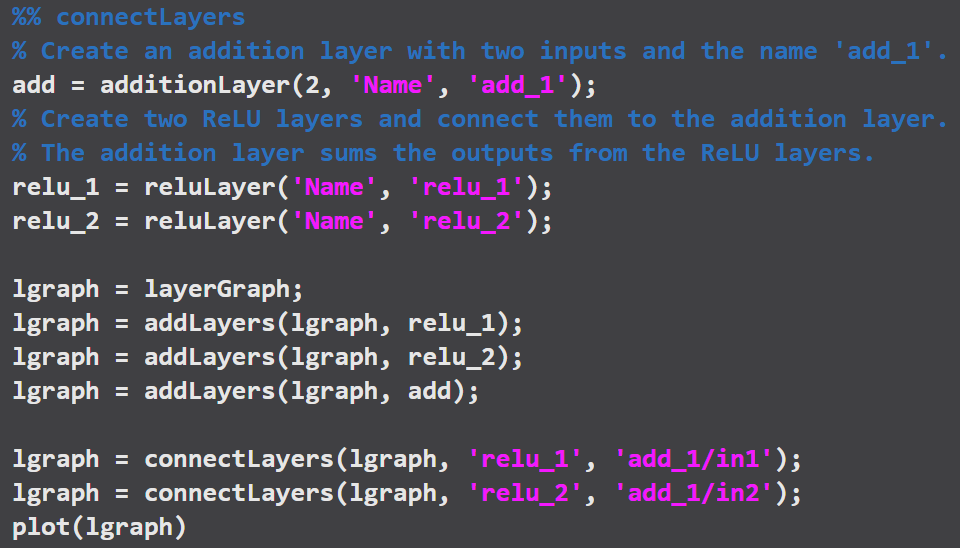 %% connectLayers
% Create an addition layer with two inputs and the name 'add_1'.
add = additionLayer(2, 'Name', 'add_1');
% Create two ReLU layers and connect them to the addition layer.
% The addition layer sums the outputs from the ReLU layers.
relu_1 = reluLayer('Name', 'relu_1');
relu_2 = reluLayer('Name', 'relu_2');

lgraph = layerGraph;
lgraph = addLayers(lgraph, relu_1);
lgraph = addLayers(lgraph, relu_2);
lgraph = addLayers(lgraph, add);

lgraph = connectLayers(lgraph, 'relu_1', 'add_1/in1');
lgraph = connectLayers(lgraph, 'relu_2', 'add_1/in2');
plot(lgraph)